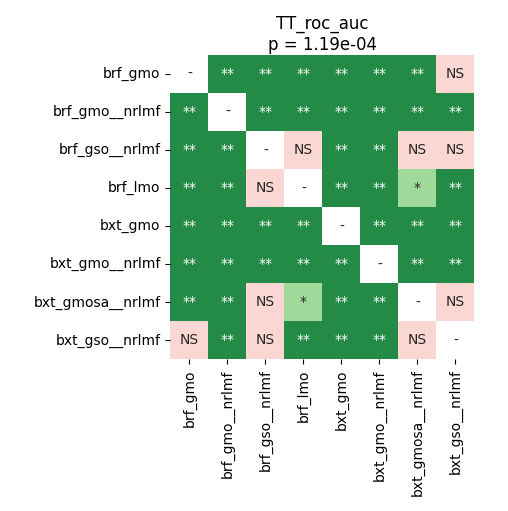 TT_roc_auc
p = 1.19e-04
brf_gmo - ** ** ** ** ** ** NS
brf_gmo__nrlmf ** - ** ** ** ** ** **
brf_gso__nrlmf ** ** - NS ** ** NS NS
brf_lmo ** ** NS - ** ** * **
bxt_gmo ** ** ** ** - ** ** **
bxt_gmo__nrlmf ** ** ** ** ** - ** **
bxt_gmosa__nrlmf ** ** NS * ** ** - NS
bxt_gso__nrlmf NS ** NS ** ** ** NS -
brf_gmo
brf_gmo__nrlmf
brf_gso__nrlmf
brf_lmo
bxt_gmo
bxt_gmo__nrlmf
bxt_gmosa__nrlmf
bxt_gso__nrlmf